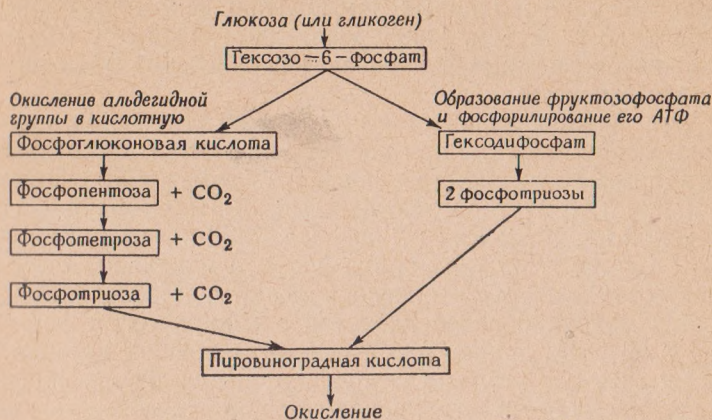 Глюкоза (или гликоген)
Гексозо-6-фосфат
Окисление альдегидной
группы в кислотную
Образование фруктозофосфата
и фосфорилирование его АТФ
Фосфоглюконовая кислота
Гексодифосфат
Фосфопентоза + CO₂
2 фосфотриозы
Фосфотетроза + CO₂
Фосфотриоза + CO₂
Пировиноградная кислота
Окисление